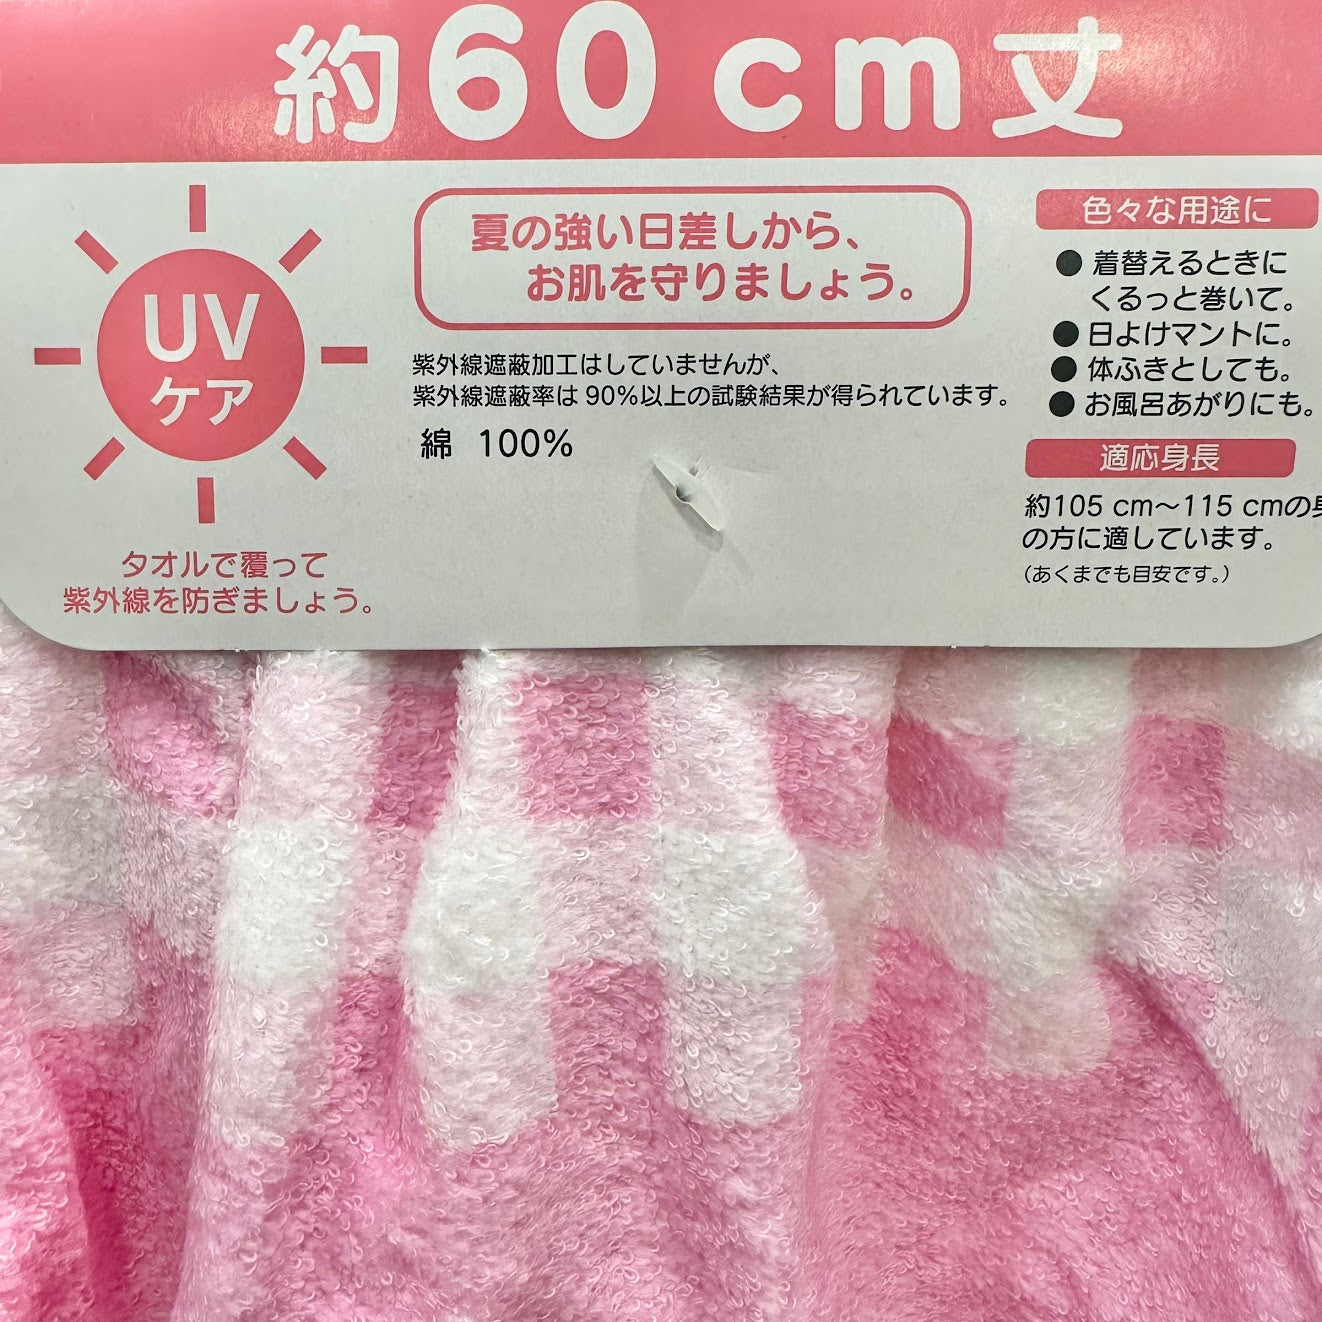 約60cm丈
UV
ケア
タオルで覆って
紫外線を防ぎましょう。
夏の強い日差しから、
お肌を守りましょう。
紫外線遮蔽加工はしていませんが、
紫外線遮蔽率は90%以上の試験結果が得られています。
綿 100%
色々な用途に
● 着替えるときに
くるっと巻いて。
● 日よけマントに。
● 体ふきとしても。
● お風呂あがりにも。
適応身長
約105 cm〜115 cmの身
の方に適しています。
(あくまでも目安です。)